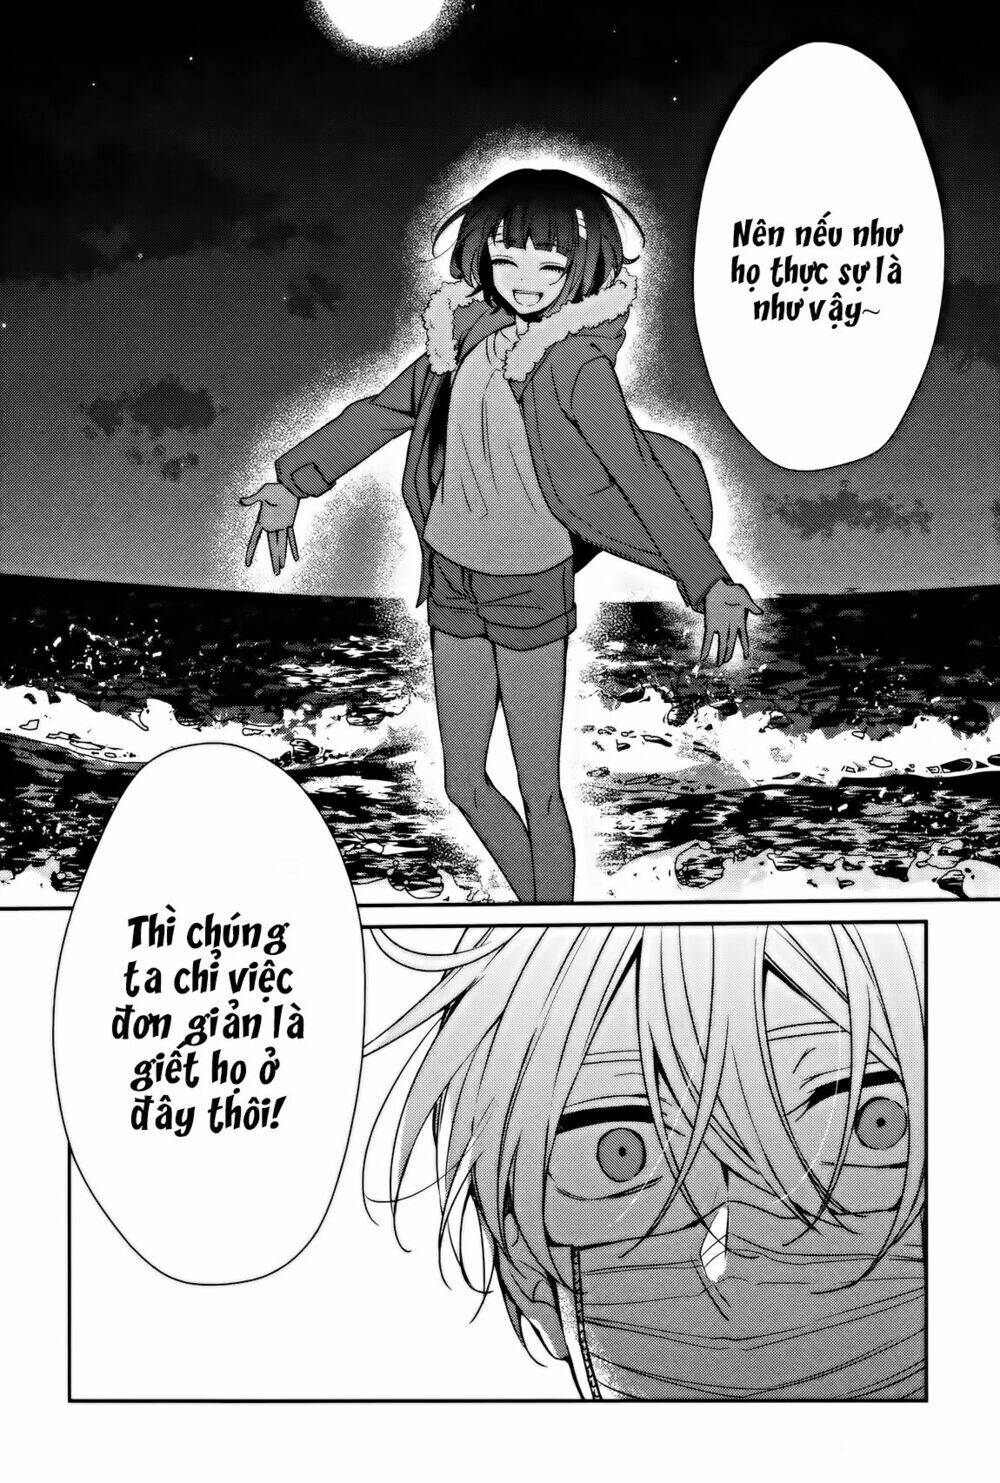 Nên nếu như
họ thực sự là
như vậy~
Thì chúng
ta chỉ việc
đơn giản là
giết họ ở
đây thôi!